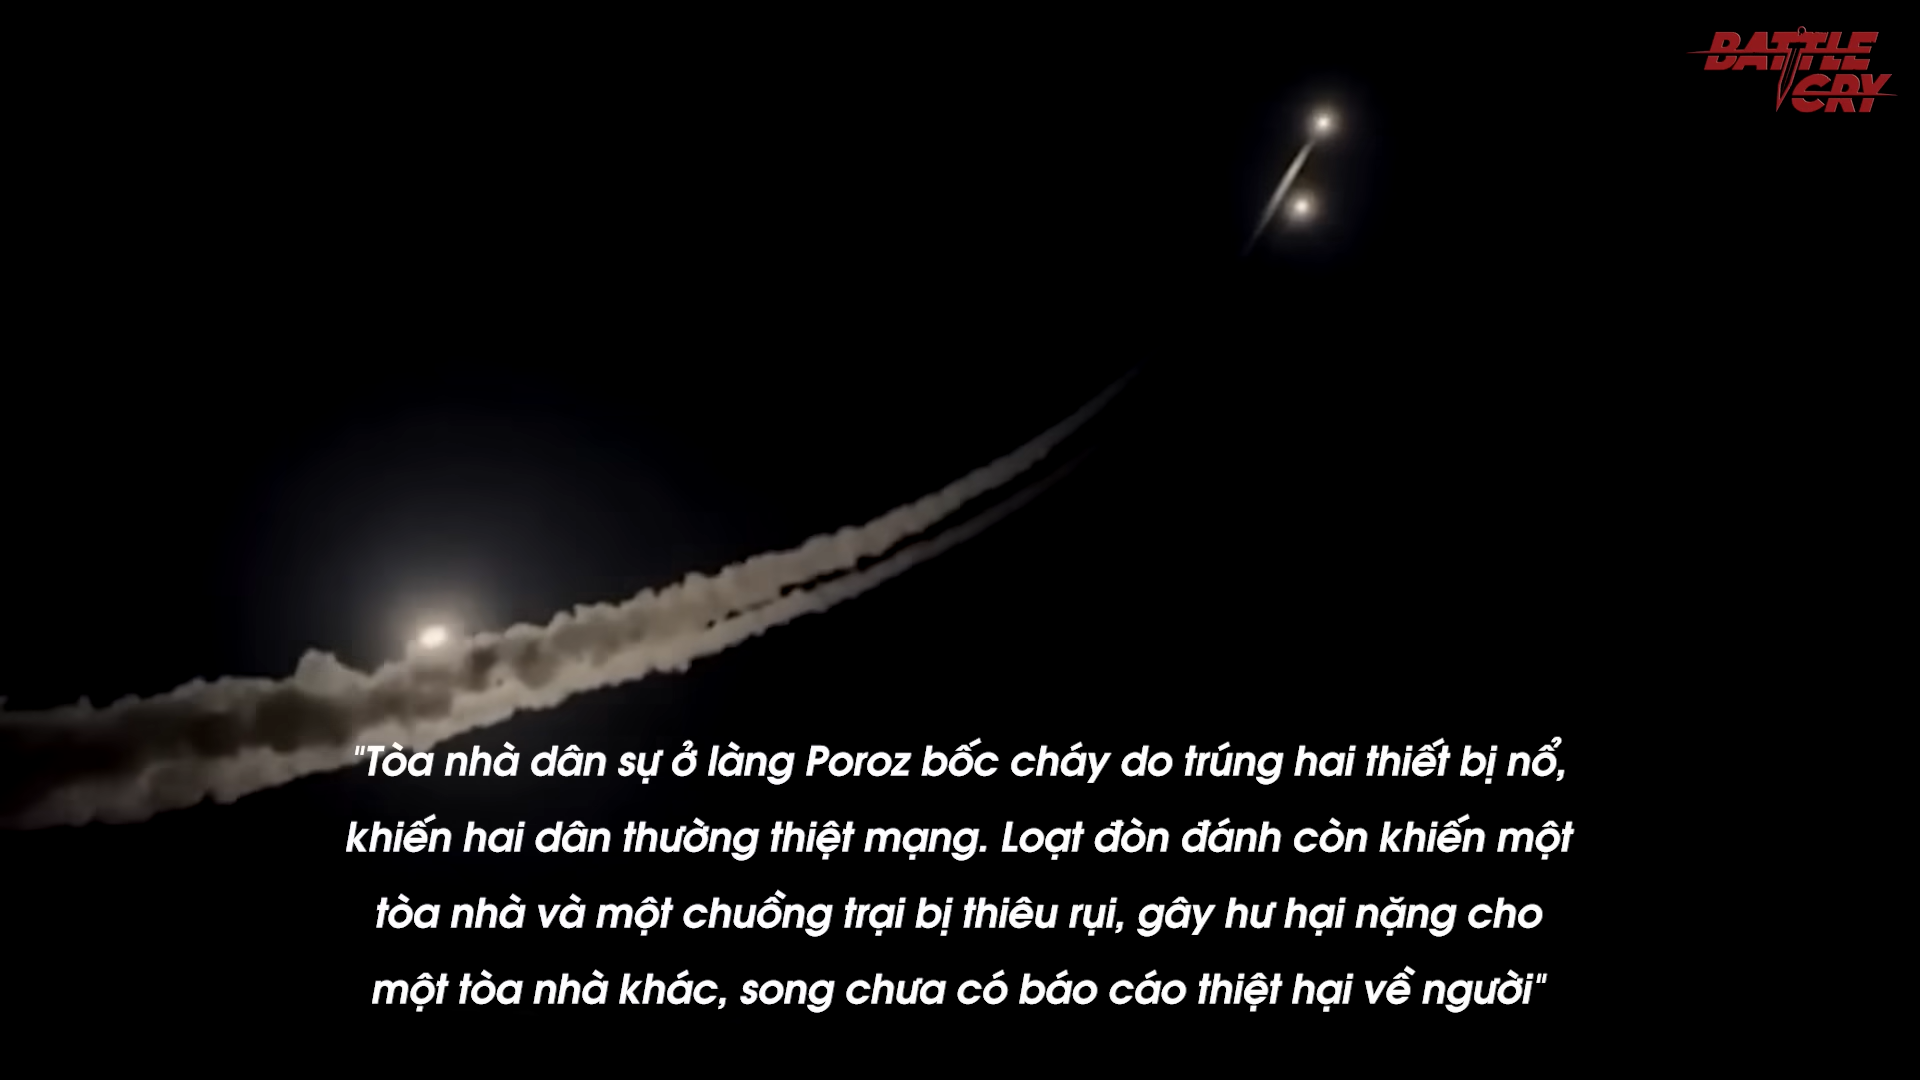 BATTLE
CRY
"Tòa nhà dân sự ở làng Poroz bốc cháy do trúng hai thiết bị nổ,
khiến hai dân thường thiệt mạng. Loạt đòn đánh còn khiến một
tòa nhà và một chuồng trại bị thiêu rụi, gây hư hại nặng cho
một tòa nhà khác, song chưa có báo cáo thiệt hại về người"